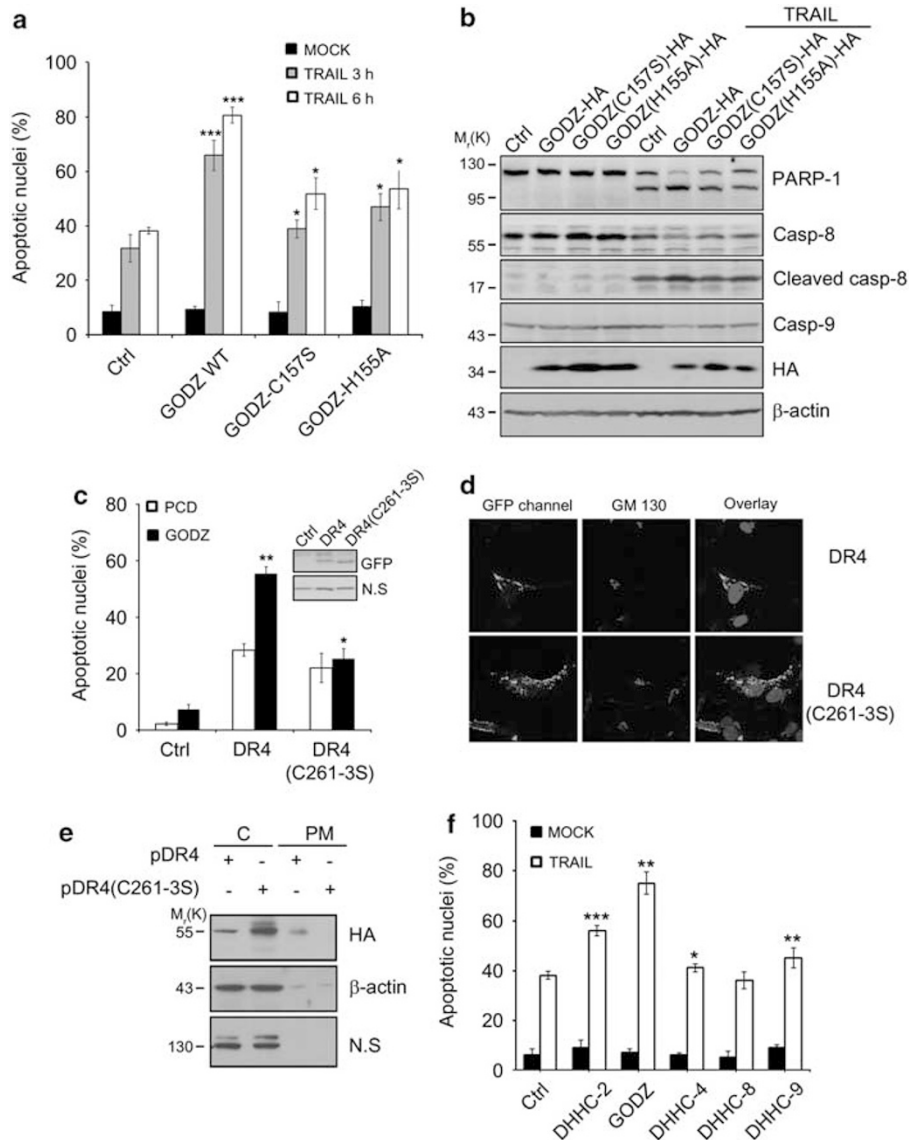 a
MOCK
TRAIL 3 h
TRAIL 6 h
Apoptotic nuclei (%)
100
80
60
40
20
0
***
***
*
*
*
*
Ctrl
GODZ WT
GODZ-C157S
GODZ-H155A
b
TRAIL
Ctrl
GODZ-HA
GODZ(C157S)-HA
GODZ(H155A)-HA
Ctrl
GODZ-HA
GODZ(C157S)-HA
GODZ(H155A)-HA
Mr(K)
130
95
PARP-1
55
Casp-8
17
Cleaved casp-8
43
Casp-9
34
HA
43
β-actin
c
PCD
GODZ
Apoptotic nuclei (%)
80
60
40
20
0
**
*
Ctrl
DR4
DR4(C261-3S)
GFP
N.S
Ctrl
DR4
DR4
(C261-3S)
d
GFP channel
GM 130
Overlay
DR4
DR4
(C261-3S)
e
C PM
pDR4 + - + -
pDR4(C261-3S) - + - +
Mr(K)
55
HA
43
β-actin
130
N.S
f
MOCK
TRAIL
Apoptotic nuclei (%)
100
80
60
40
20
0
***
**
*
**
Ctrl
DHHC-2
GODZ
DHHC-4
DHHC-8
DHHC-9